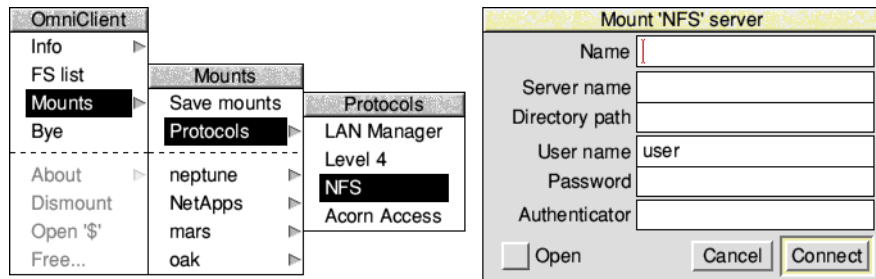 OmniClient
Info
FS list
Mounts
Bye
About
Dismount
Open '$'
Free...
Mounts
Save mounts
Protocols
neptune
NetApps
mars
oak
Protocols
LAN Manager
Level 4
NFS
Acorn Access
Mount 'NFS' server
Name
Server name
Directory path
User name user
Password
Authenticator
Open Cancel Connect